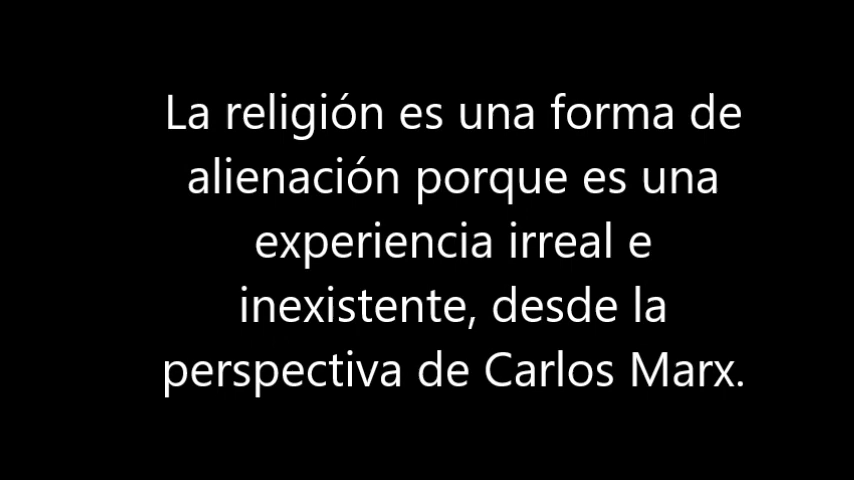 La religión es una forma de
alienación porque es una
experiencia irreal e
inexistente, desde la
perspectiva de Carlos Marx.